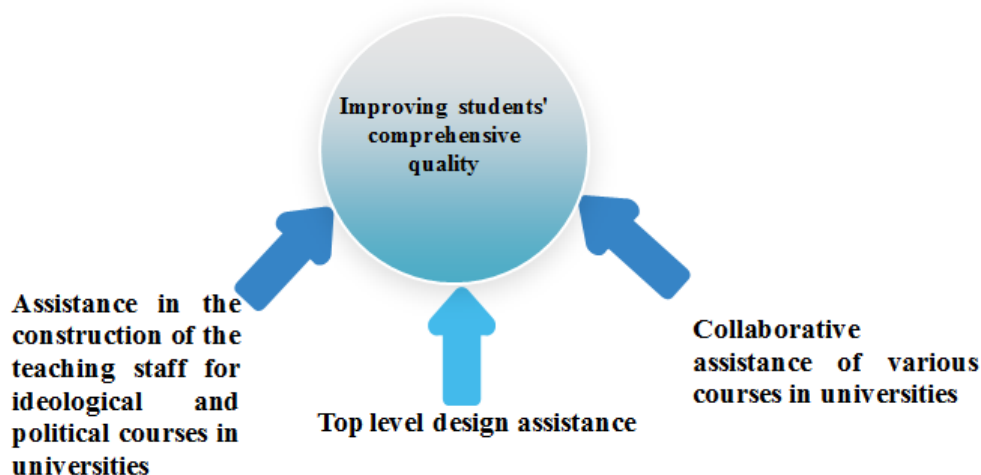 Improving students'
comprehensive
quality
Assistance in the
construction of the
teaching staff for
ideological and
political courses in
universities
Top level design assistance
Collaborative
assistance of various
courses in universities